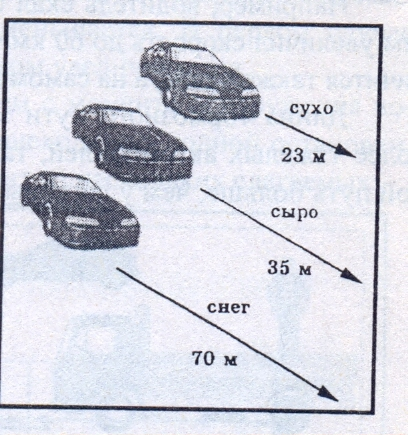 сухо
23 м
сыро
35 м
снег
70 м